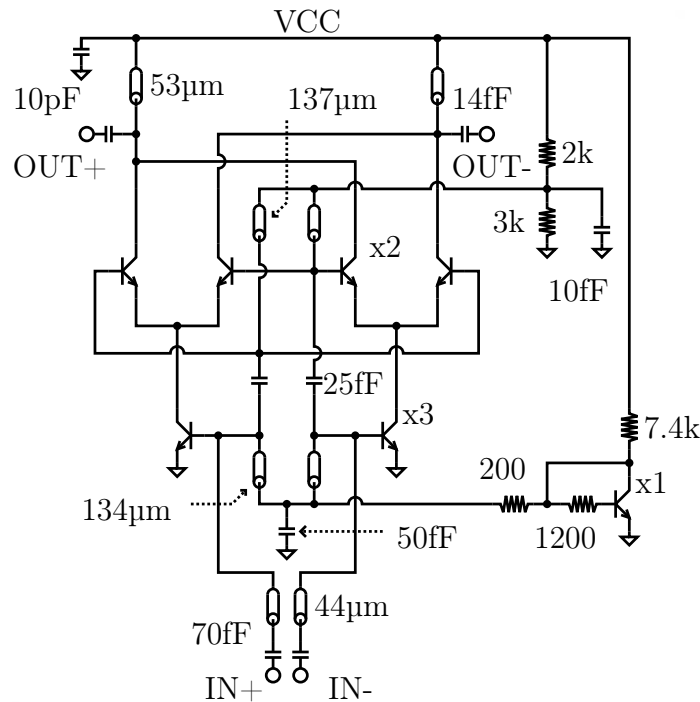 VCC
10pF
53µm
137µm
14fF
OUT+
OUT-
2k
3k
x2
10fF
25fF
x3
7.4k
200
x1
134µm
50fF
1200
70fF
44µm
IN+
IN-